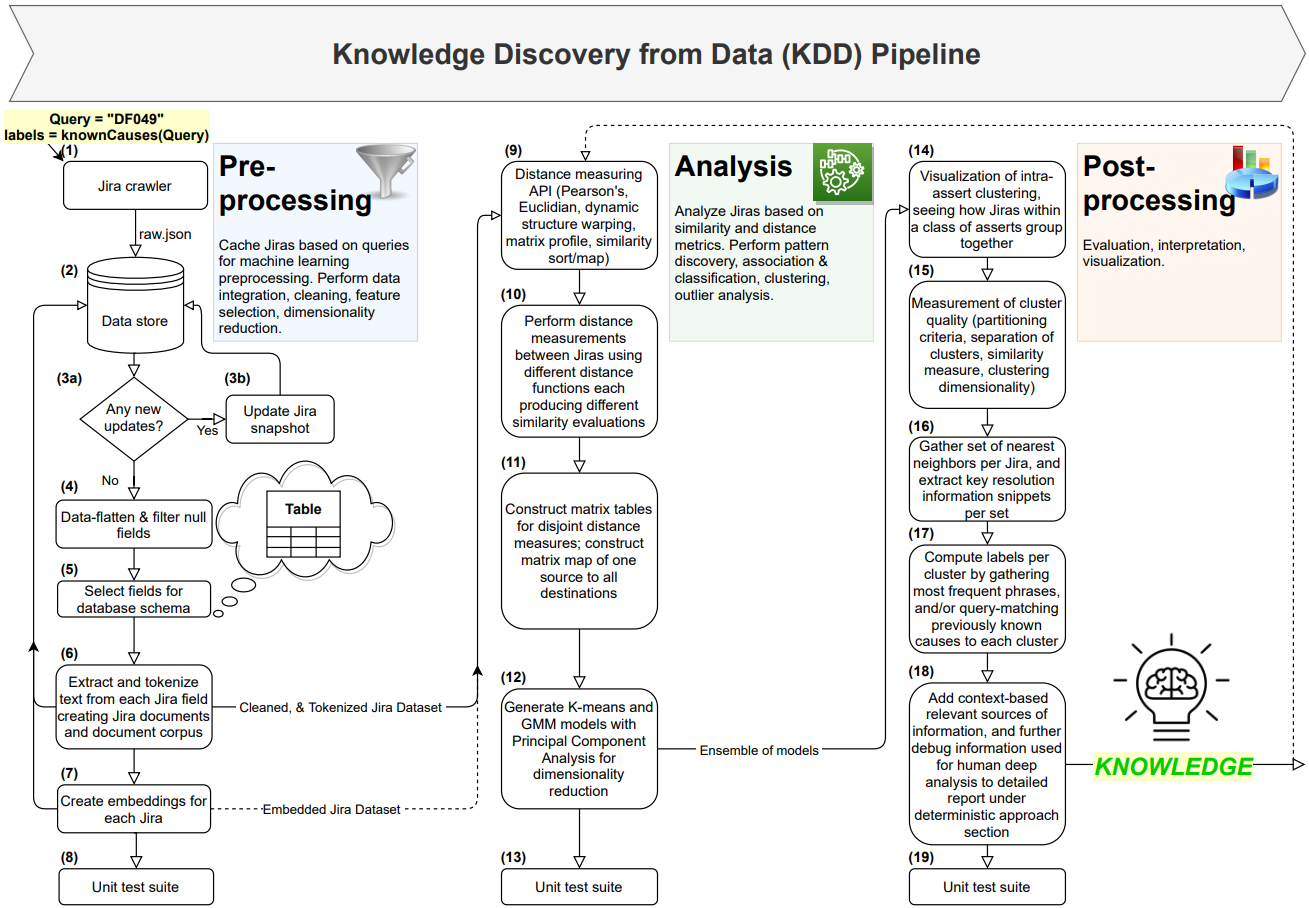 Knowledge Discovery from Data (KDD) Pipeline
Query = "DF049"
labels = knownCauses(Query)
(1)
Jira crawler
raw.json
(2)
Data store
(3a)
Any new
updates?
Yes
(3b)
Update Jira
snapshot
No
(4)
Data-flatten & filter null
fields
Table
(5)
Select fields for
database schema
(6)
Extract and tokenize
text from each Jira field
creating Jira documents
and document corpus
Cleaned, & Tokenized Jira Dataset
(7)
Create embeddings for
each Jira
Embedded Jira Dataset
(8)
Unit test suite
Pre-
processing
Cache Jiras based on queries
for machine learning
preprocessing. Perform data
integration, cleaning, feature
selection, dimensionality
reduction.
(9)
Distance measuring
API (Pearson's,
Euclidian, dynamic
structure warping,
matrix profile, similarity
sort/map)
(10)
Perform distance
measurements
between Jiras using
different distance
functions each
producing different
similarity evaluations
(11)
Construct matrix tables
for disjoint distance
measures; construct
matrix map of one
source to all
destinations
(12)
Generate K-means and
GMM models with
Principal Component
Analysis for
dimensionality
reduction
Ensemble of models
(13)
Unit test suite
Analysis
Analyze Jiras based on
similarity and distance
metrics. Perform pattern
discovery, association &
classification, clustering,
outlier analysis.
(14)
Visualization of intra-
assert clustering,
seeing how Jiras within
a class of asserts group
together
(15)
Measurement of cluster
quality (partitioning
criteria, separation of
clusters, similarity
measure, clustering
dimensionality)
(16)
Gather set of nearest
neighbors per Jira, and
extract key resolution
information snippets
per set
(17)
Compute labels per
cluster by gathering
most frequent phrases,
and/or query-matching
previously known
causes to each cluster
(18)
Add context-based
relevant sources of
information, and further
debug information used
for human deep
analysis to detailed
report under
deterministic approach
section
KNOWLEDGE
(19)
Unit test suite
Post-
processing
Evaluation, interpretation,
visualization.